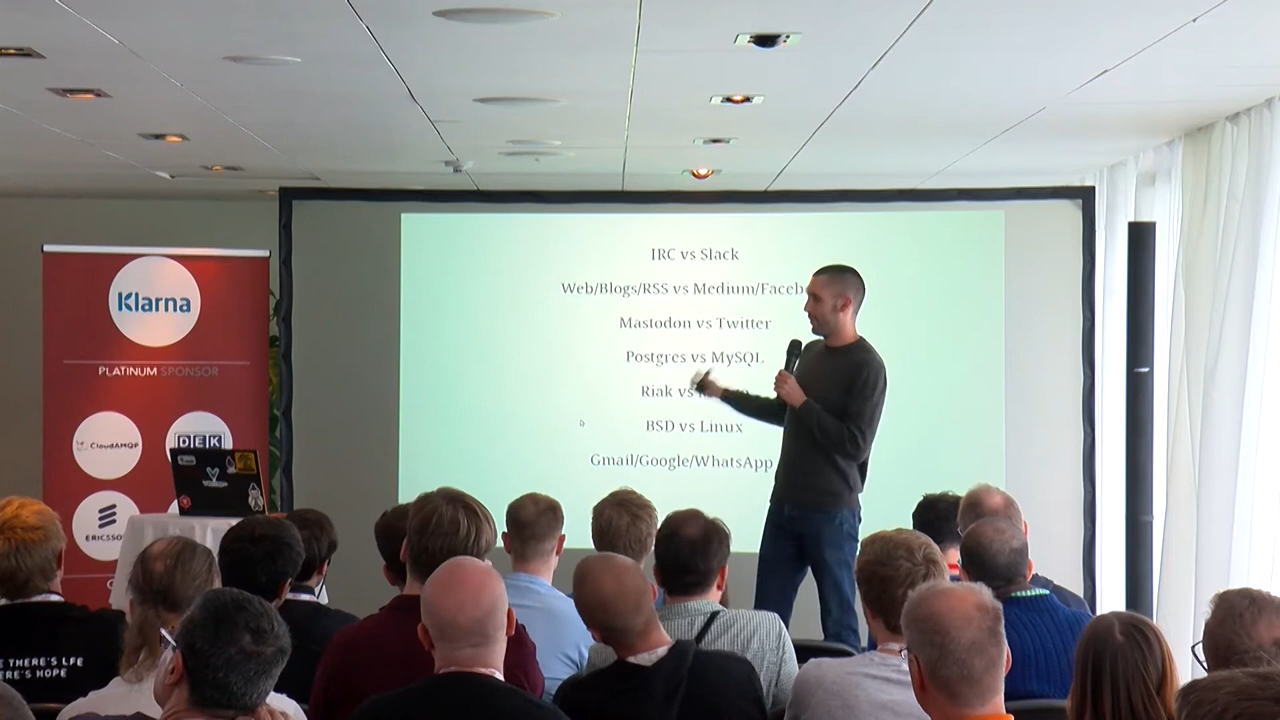 IRC vs Slack
Web/Blogs/RSS vs Medium/Faceb
Mastodon vs Twitter
Postgres vs MySQL
Riak vs
BSD vs Linux
Gmail/Google/WhatsApp
Klarna
PLATINUM SPONSOR
CloudAMQP
DEK
ERICSSO
THERE'S LFE
ERE'S HOPE